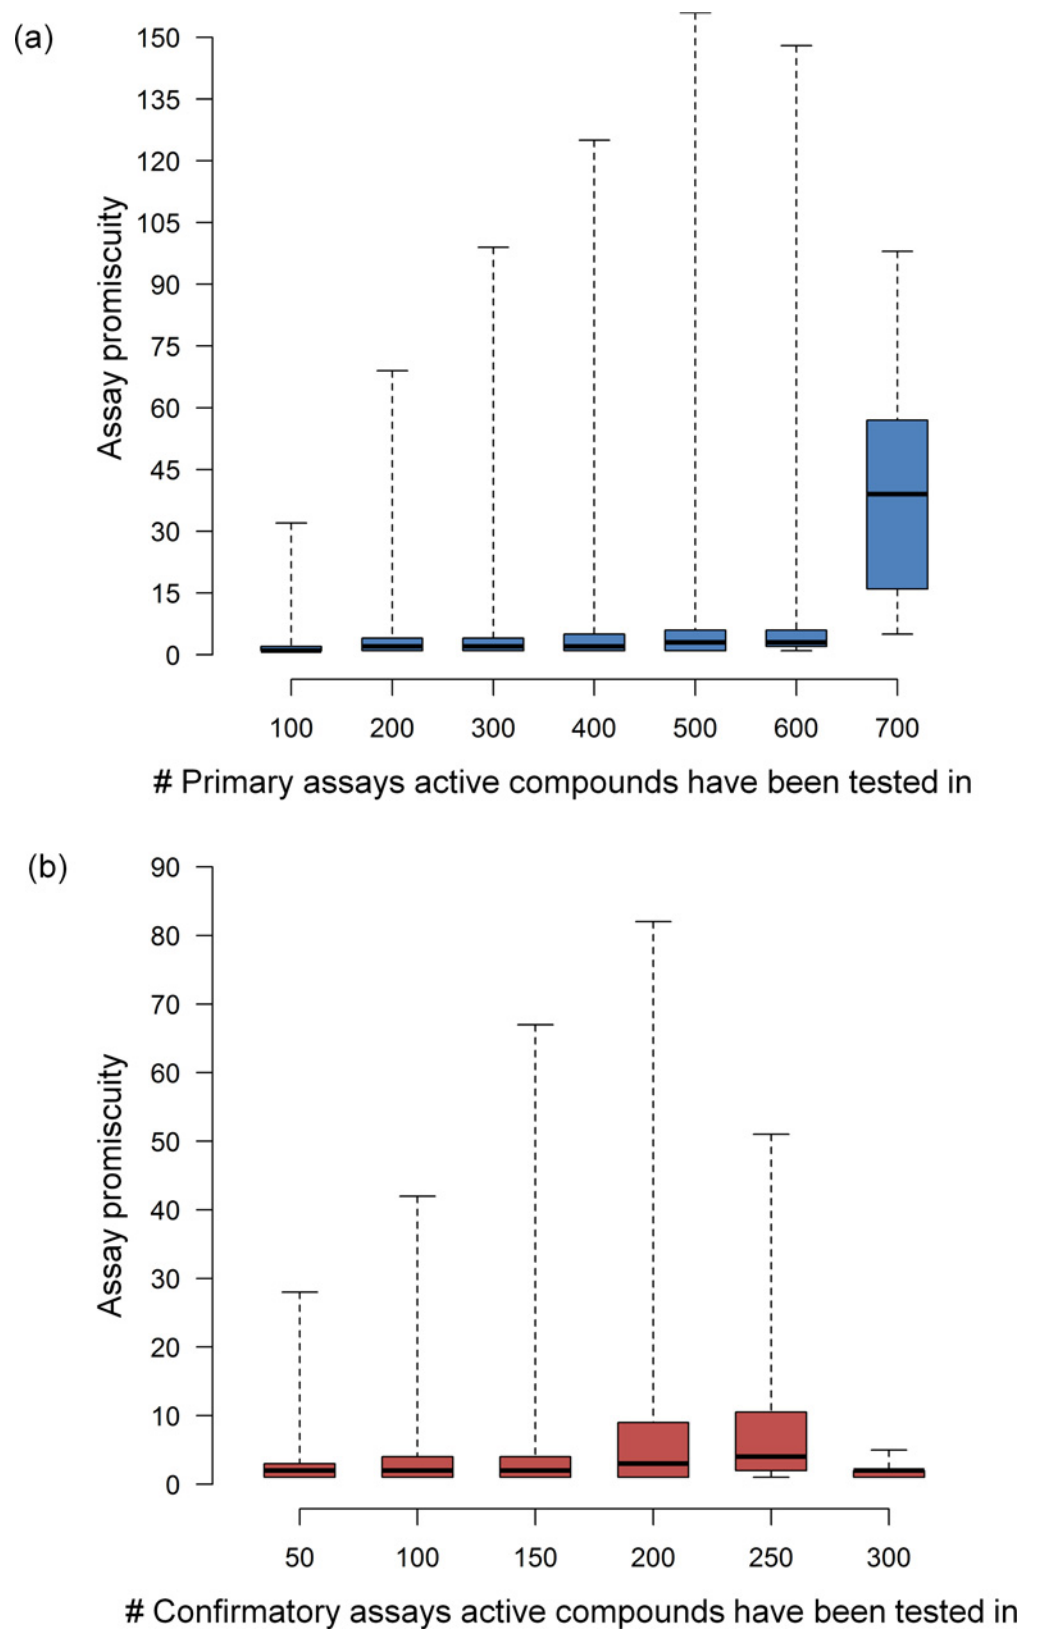 (a)
150
135
120
105
90
75
60
45
30
15
0
Assay promiscuity
100 200 300 400 500 600 700
# Primary assays active compounds have been tested in
(b)
90
80
70
60
50
40
30
20
10
0
Assay promiscuity
50 100 150 200 250 300
# Confirmatory assays active compounds have been tested in